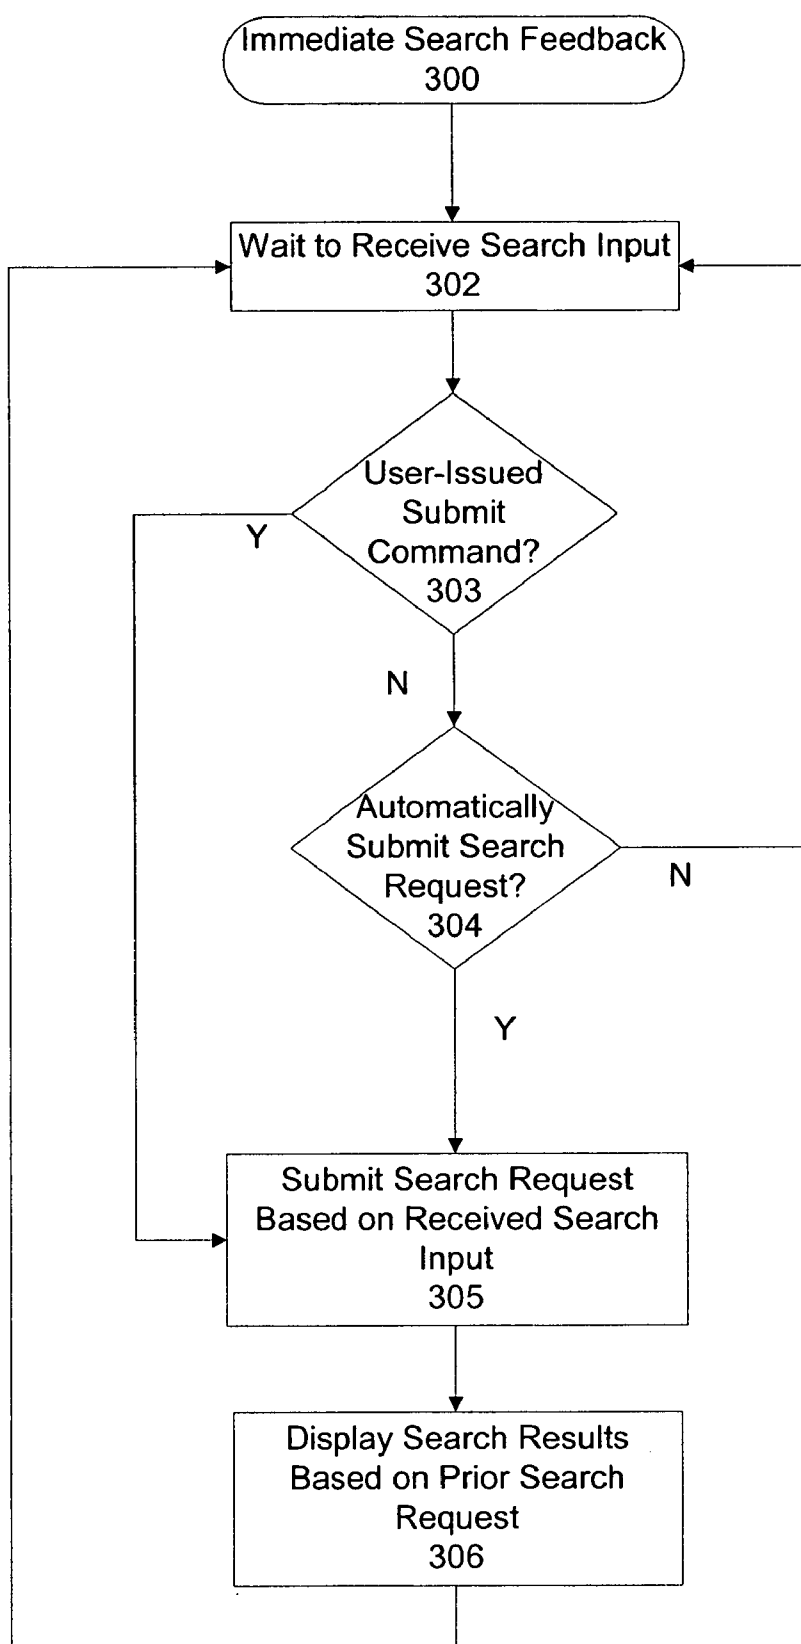 Immediate Search Feedback
300
Wait to Receive Search Input
302
User-Issued
Submit
Command?
303
Y
N
Automatically
Submit Search
Request?
304
N
Y
Submit Search Request
Based on Received Search
Input
305
Display Search Results
Based on Prior Search
Request
306